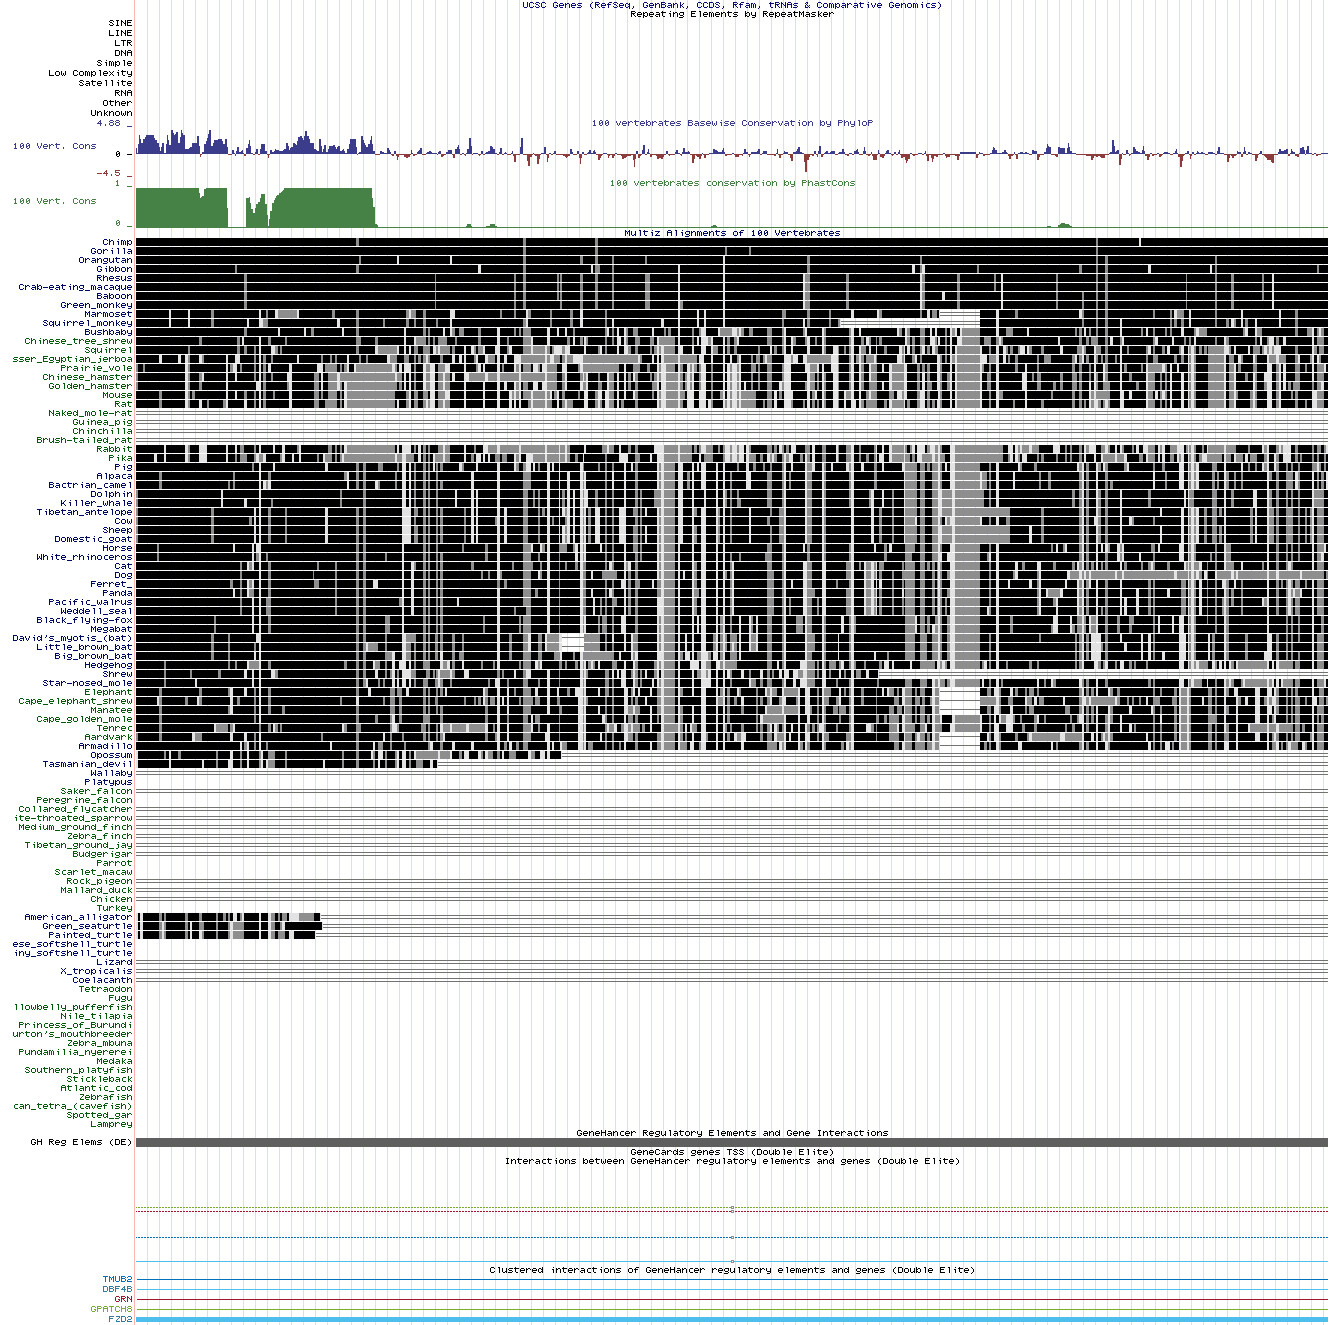 UCSC Genes (RefSeq, GenBank, CCDS, Rfam, tRNAs & Comparative Genomics)
Repeating Elements by RepeatMasker
SINE
LINE
LTR
DNA
Simple
Low Complexity
Satellite
RNA
Other
Unknown
4.88 _
100 vertebrates Basewise Conservation by PhyloP
100 Vert. Cons
0 _
-4.5 _
1 _
100 vertebrates conservation by PhastCons
100 Vert. Cons
0 _
Multiz Alignments of 100 Vertebrates
Chimp
Gorilla
Orangutan
Gibbon
Rhesus
Crab-eating_macaque
Baboon
Green_monkey
Marmoset
Squirrel_monkey
Bushbaby
Chinese_tree_shrew
Squirrel
sser_Egyptian_jerboa
Prairie_vole
Chinese_hamster
Golden_hamster
Mouse
Rat
Naked_mole-rat
Guinea_pig
Chinchilla
Brush-tailed_rat
Rabbit
Pika
Pig
Alpaca
Bactrian_camel
Dolphin
Killer_whale
Tibetan_antelope
Cow
Sheep
Domestic_goat
Horse
White_rhinoceros
Cat
Dog
Ferret_
Panda
Pacific_walrus
Weddell_seal
Black_flying-fox
Megabat
David's_myotis_(bat)
Little_brown_bat
Big_brown_bat
Hedgehog
Shrew
Star-nosed_mole
Elephant
Cape_elephant_shrew
Manatee
Cape_golden_mole
Tenrec
Aardvark
Armadillo
Opossum
Tasmanian_devil
Wallaby
Platypus
Saker_falcon
Peregrine_falcon
Collared_flycatcher
ite-throated_sparrow
Medium_ground_finch
Zebra_finch
Tibetan_ground_jay
Budgerigar
Parrot
Scarlet_macaw
Rock_pigeon
Mallard_duck
Chicken
Turkey
American_alligator
Green_seaturtle
Painted_turtle
ese_softshell_turtle
iny_softshell_turtle
Lizard
X_tropicalis
Coelacanth
Tetraodon
Fugu
llowbelly_pufferfish
Nile_tilapia
Princess_of_Burundi
urton's_mouthbreeder
Zebra_mbuna
Pundamilia_nyererei
Medaka
Southern_platyfish
Stickleback
Atlantic_cod
Zebrafish
can_tetra_(cavefish)
Spotted_gar
Lamprey
GeneHancer Regulatory Elements and Gene Interactions
GH Reg Elems (DE)
GeneCards genes TSS (Double Elite)
Interactions between GeneHancer regulatory elements and genes (Double Elite)
Clustered interactions of GeneHancer regulatory elements and genes (Double Elite)
TMUB2
DBF4B
GRN
GPATCH8
FZD2